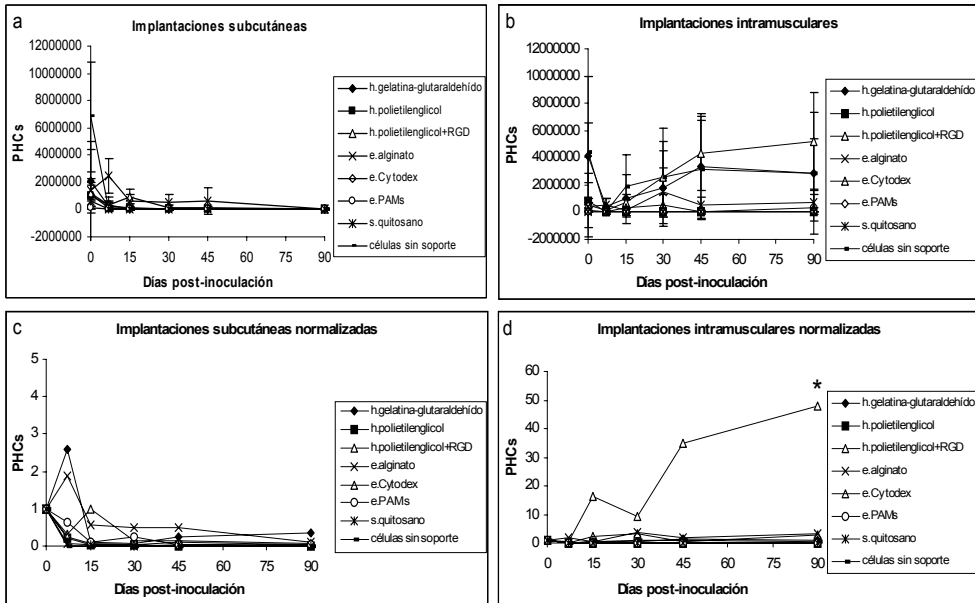 a
Implantaciones subcutáneas
12000000
10000000
8000000
6000000
4000000
2000000
0
-2000000
PHCs
0 15 30 45 60 75 90
Días post-inoculación
h.gelatina-glutaraldehído
h.polietilenglicol
h.polietilenglicol+RGD
e.alginato
e.Cytodex
e.PAMs
s.quitosano
células sin soporte
b
Implantaciones intramusculares
12000000
10000000
8000000
6000000
4000000
2000000
0
-2000000
PHCs
0 15 30 45 60 75 90
Días post-inoculación
h.gelatina-glutaraldehído
h.polietilenglicol
h.polietilenglicol+RGD
e.alginato
e.Cytodex
e.PAMs
s.quitosano
células sin soporte
c
Implantaciones subcutáneas normalizadas
5
4
3
2
1
0
PHCs
0 15 30 45 60 75 90
Días post-inoculación
h.gelatina-glutaraldehído
h.polietilenglicol
h.polietilenglicol+RGD
e.alginato
e.Cytodex
e.PAMs
s.quitosano
células sin soporte
d
Implantaciones intramusculares normalizadas
60
50
40
30
20
10
0
PHCs
*
0 15 30 45 60 75 90
Días post-inoculación
h.gelatina-glutaraldehído
h.polietilenglicol
h.polietilenglicol+RGD
e.alginato
e.Cytodex
e.PAMs
s.quitosano
células sin soporte